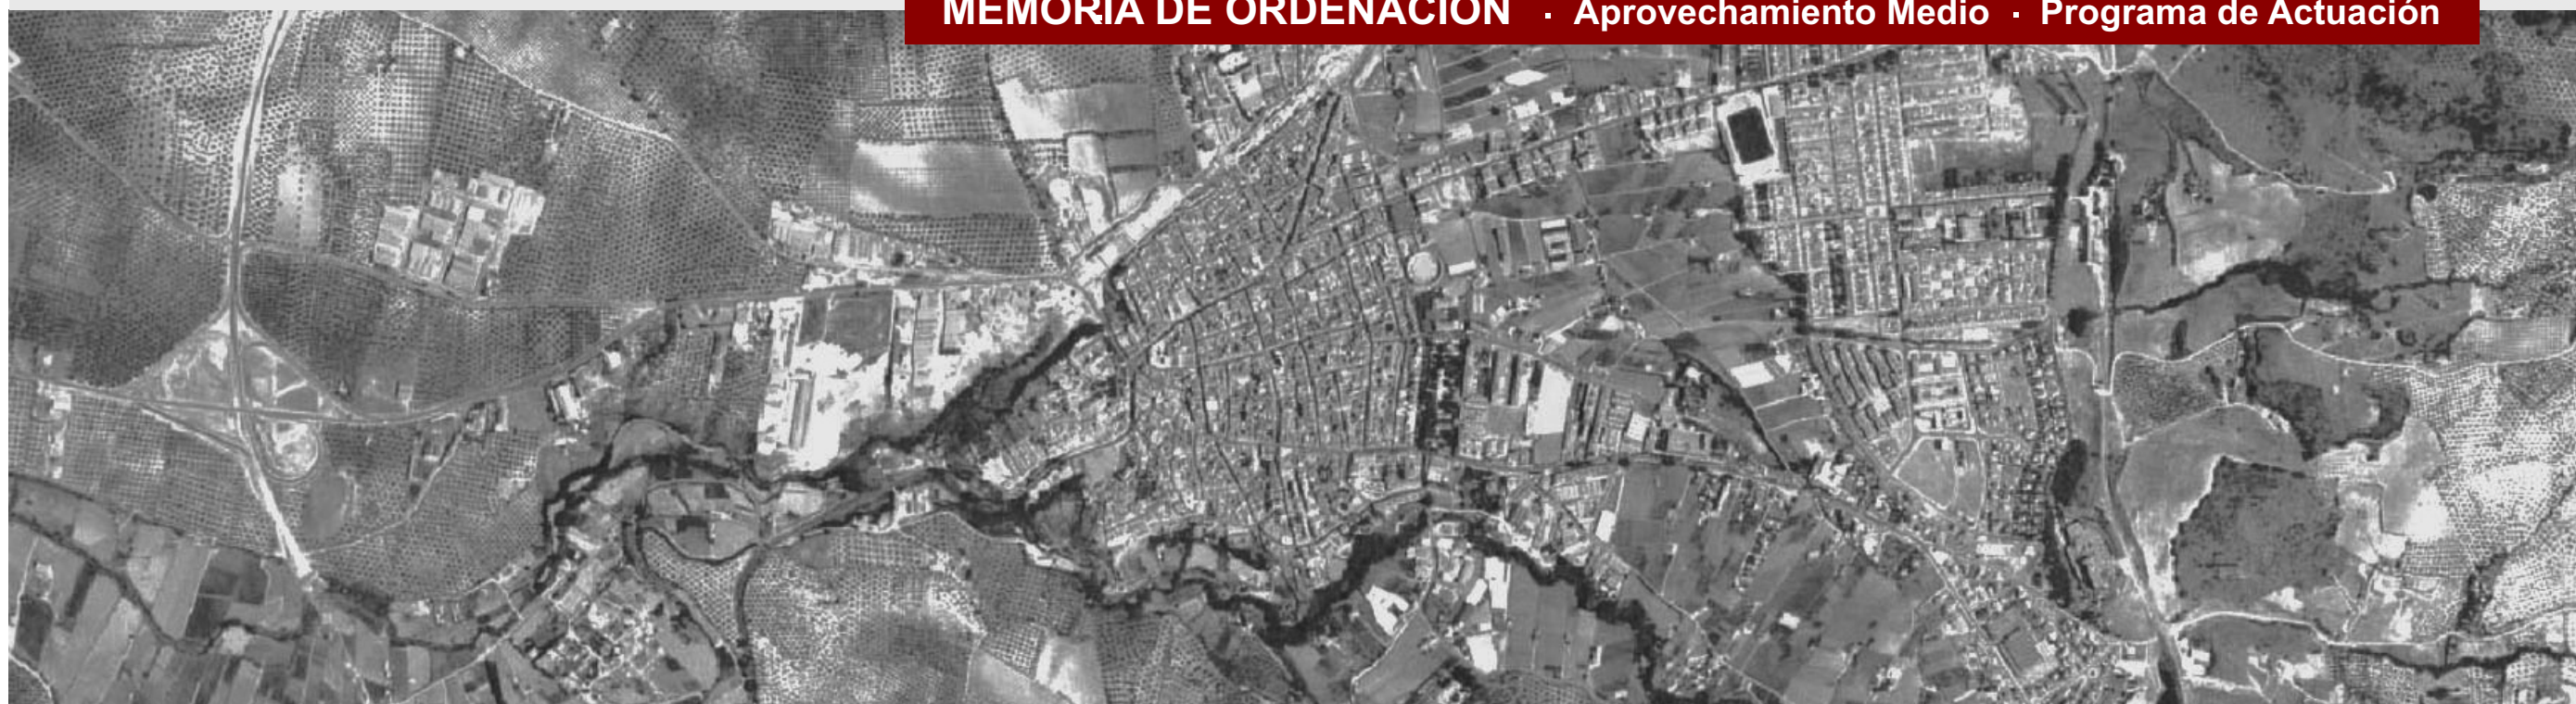 MEMORIA DE ORDENACIÓN · Aprovechamiento Medio · Programa de Actuación